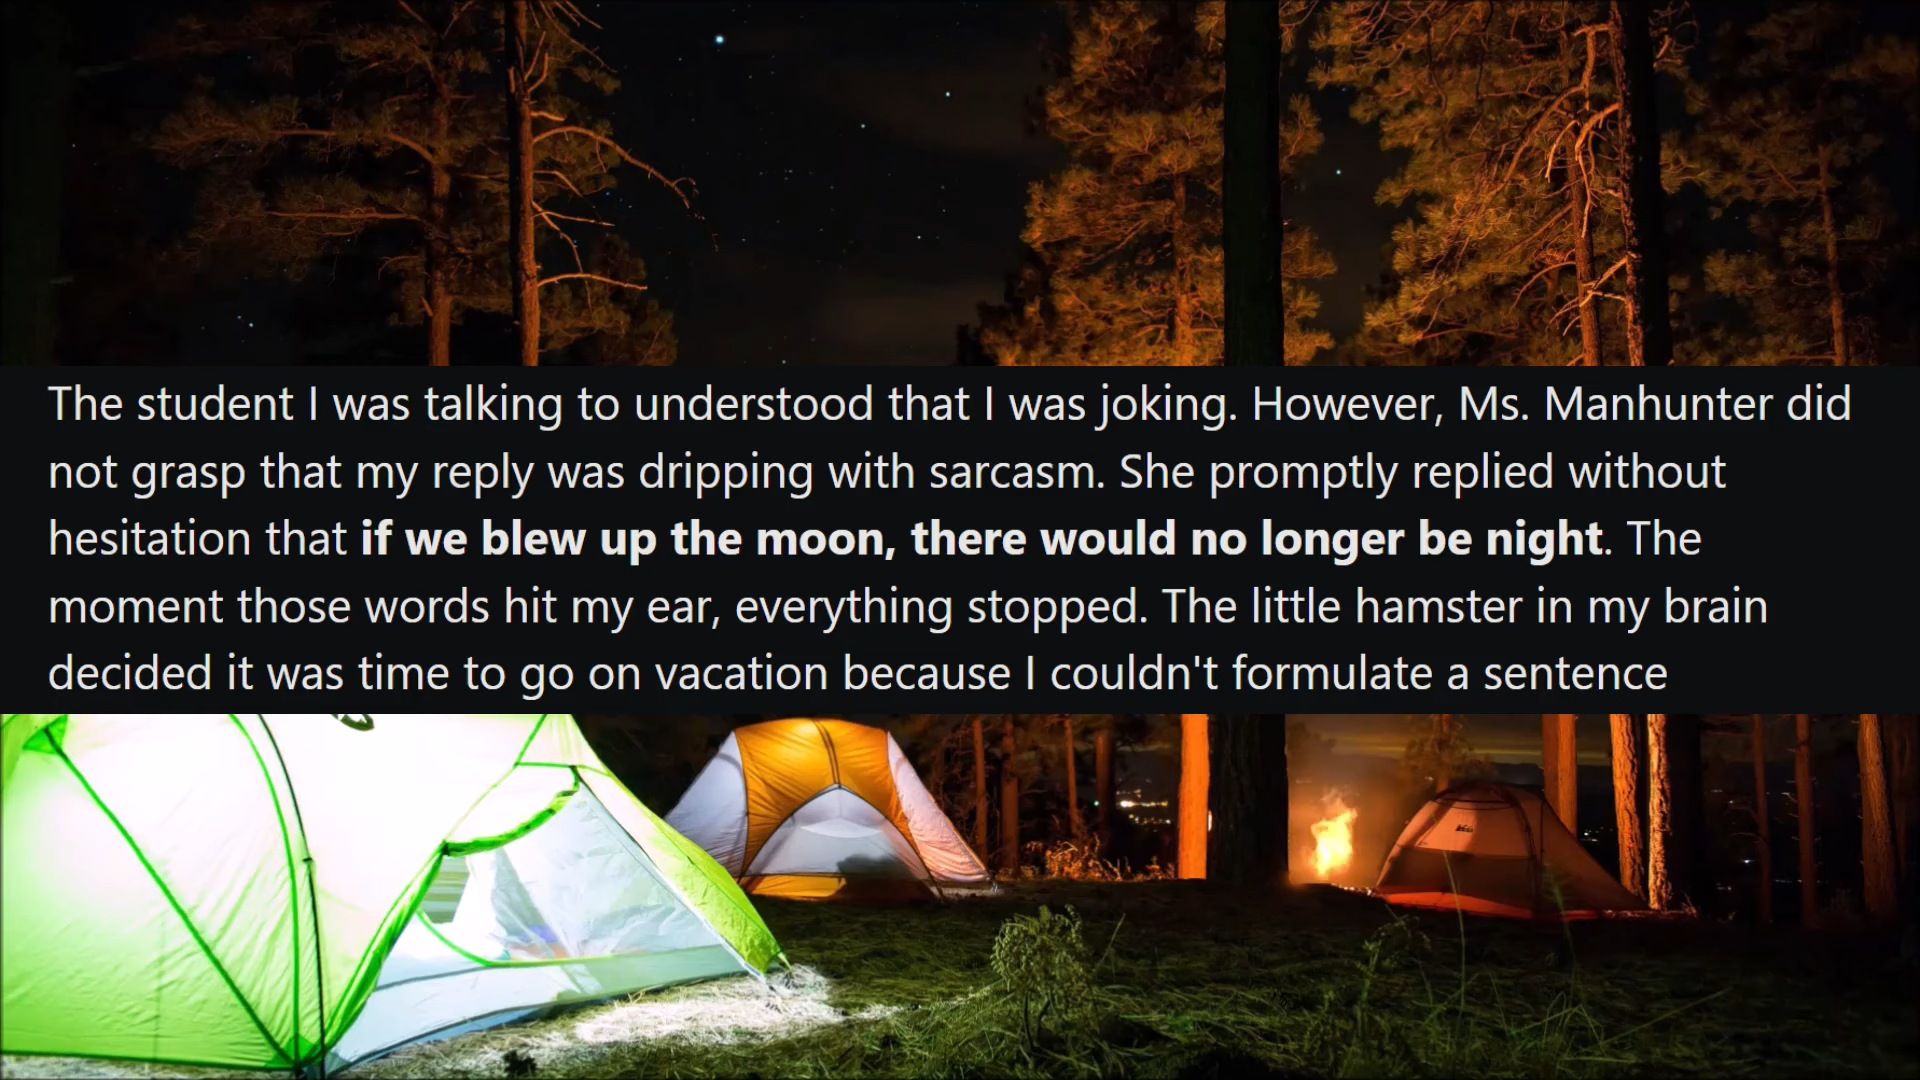 The student I was talking to understood that I was joking. However, Ms. Manhunter did
not grasp that my reply was dripping with sarcasm. She promptly replied without
hesitation that if we blew up the moon, there would no longer be night. The
moment those words hit my ear, everything stopped. The little hamster in my brain
decided it was time to go on vacation because I couldn't formulate a sentence